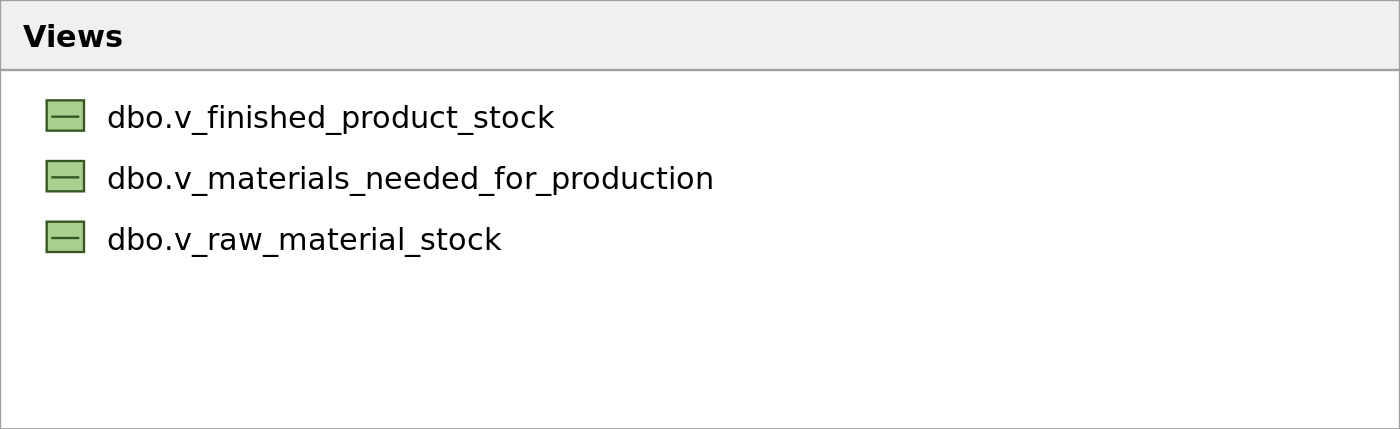 Views
dbo.v_finished_product_stock
dbo.v_materials_needed_for_production
dbo.v_raw_material_stock